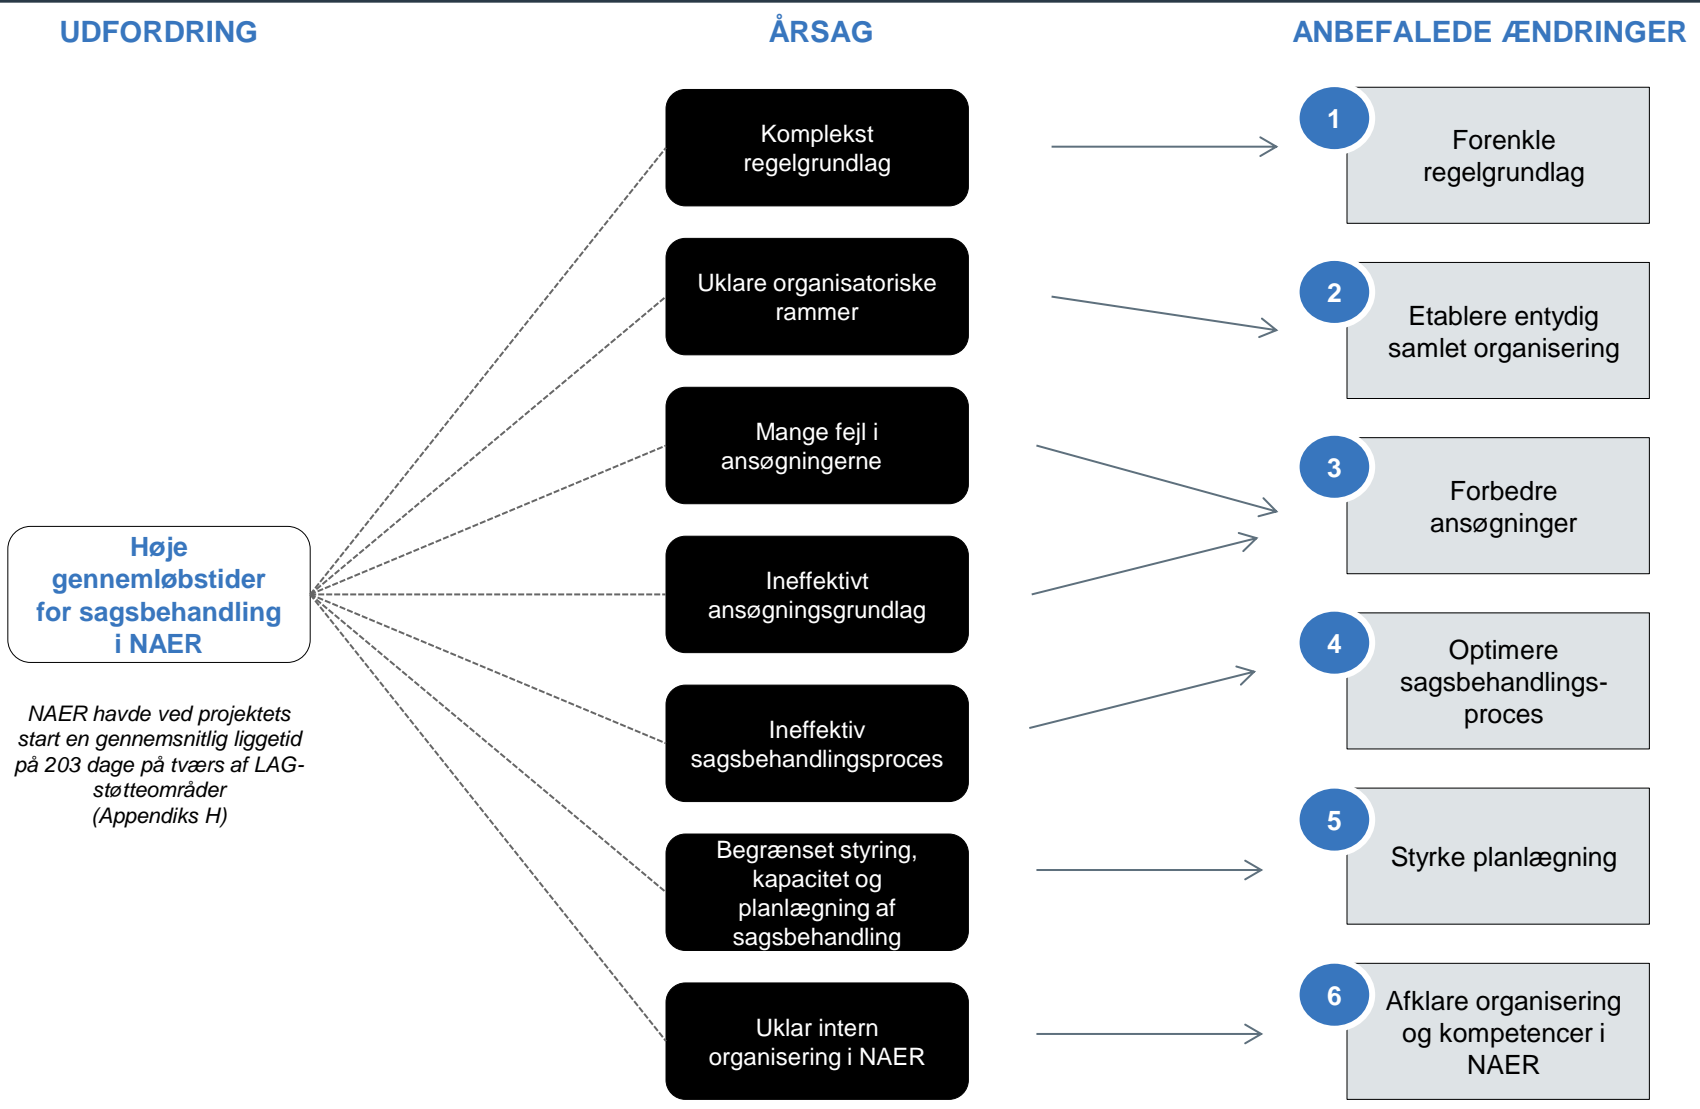 UDFORDRING
Høje
gennemløbstider
for sagsbehandling
i NAER
NAER havde ved projektets
start en gennemsnitlig liggetid
på 203 dage på tværs af LAG-
støtteområder
(Appendiks H)
ÅRSAG
Komplekst
regelgrundlag
Uklare organisatoriske
rammer
Mange fejl i
ansøgningerne
Ineffektivt
ansøgningsgrundlag
Ineffektiv
sagsbehandlingsproces
Begrænset styring,
kapacitet og
planlægning af
sagsbehandling
Uklar intern
organisering i NAER
ANBEFALEDE ÆNDRINGER
1
Forenkle
regelgrundlag
2
Etablere entydig
samlet organisering
3
Forbedre
ansøgninger
4
Optimere
sagsbehandlings-
proces
5
Styrke planlægning
6
Afklare organisering
og kompetencer i
NAER